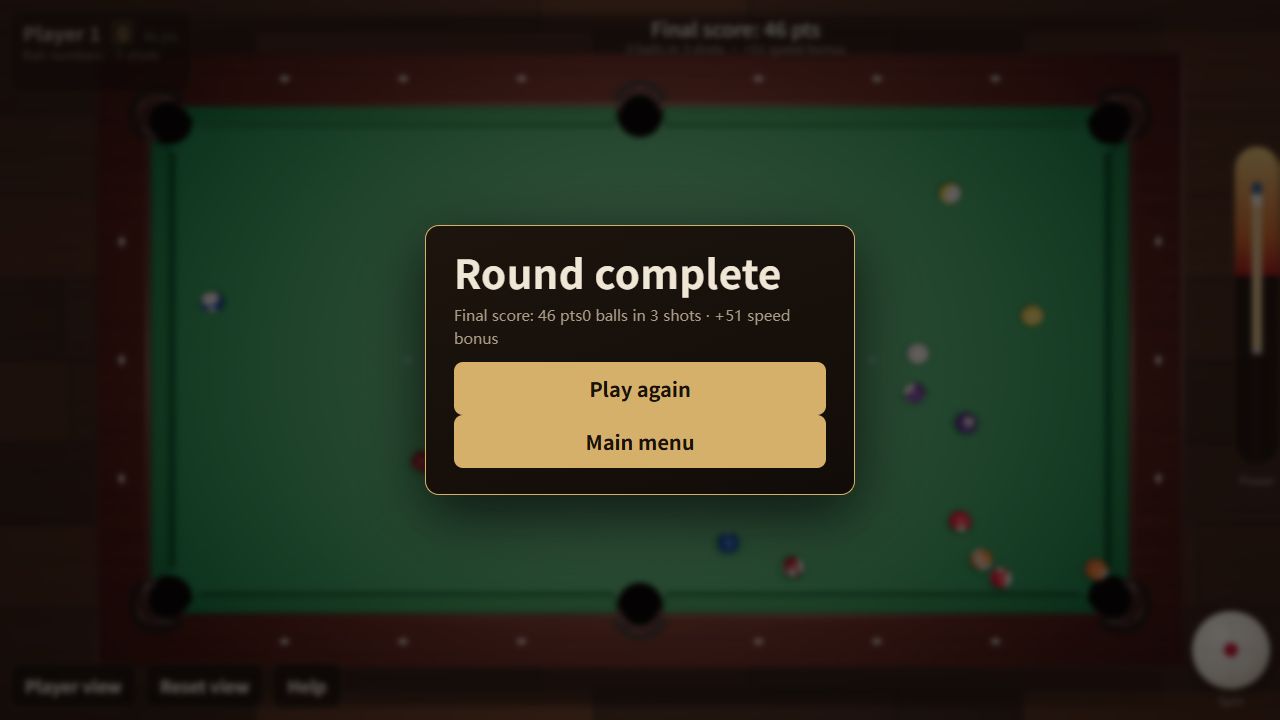 Player 1
Final score: 46 pts
Round complete
Final score: 46 pts0 balls in 3 shots · +51 speed
bonus
Play again
Main menu
Player view
Reset view
Help